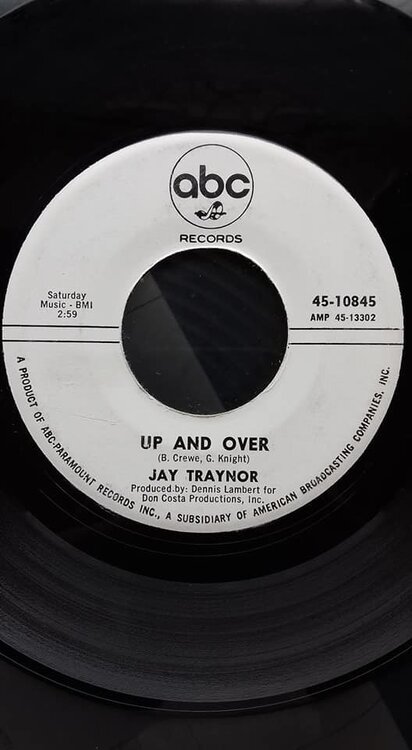 abc
RECORDS
Saturday
Music - BMI
2:59
45-10845
AMP 45-13302
UP AND OVER
(B. Crewe, G. Knight)
JAY TRAYNOR
Produced by: Dennis Lambert for
Don Costa Productions, Inc.
A PRODUCT OF ABC-PARAMOUNT RECORDS INC., A SUBSIDIARY OF AMERICAN BROADCASTING COMPANIES, INC.